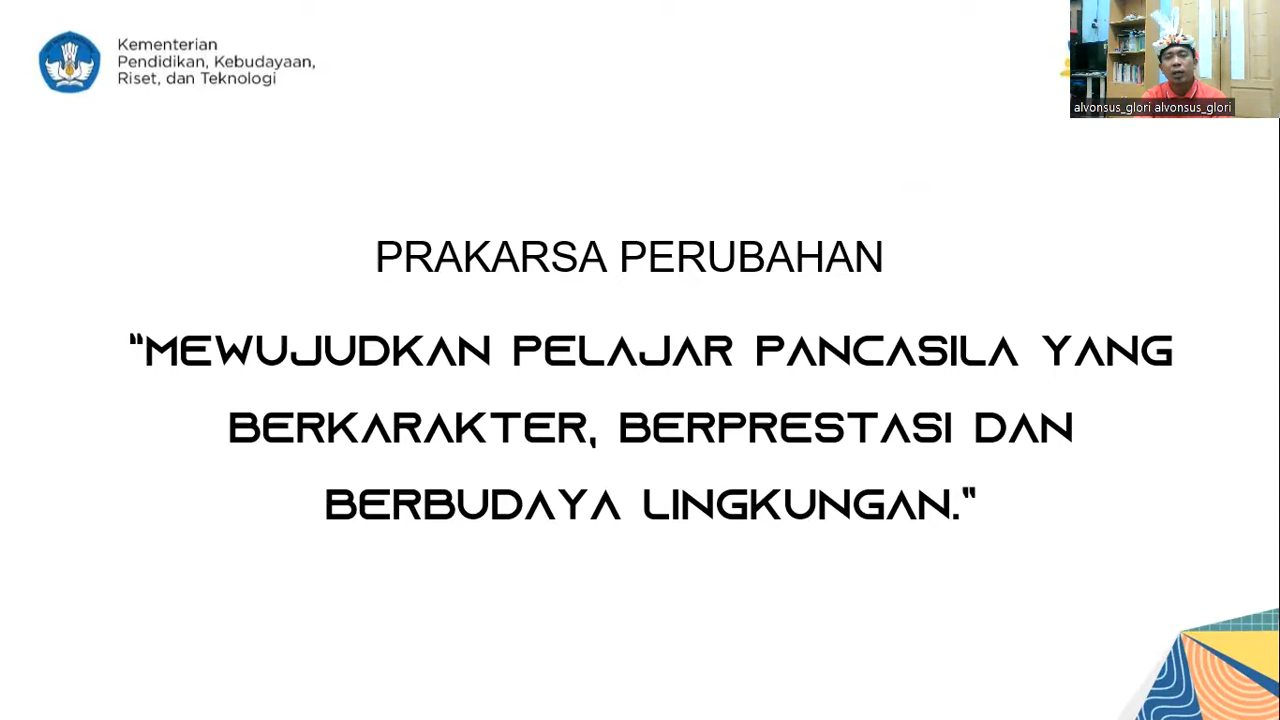 Kementerian
Pendidikan, Kebudayaan,
Riset, dan Teknologi
alvonsus_glori alvonsus_glori
PRAKARSA PERUBAHAN
"MEWUJUDKAN PELAJAR PANCASILA YANG
BERKARAKTER, BERPRESTASI DAN
BERBUDAYA LINGKUNGAN."